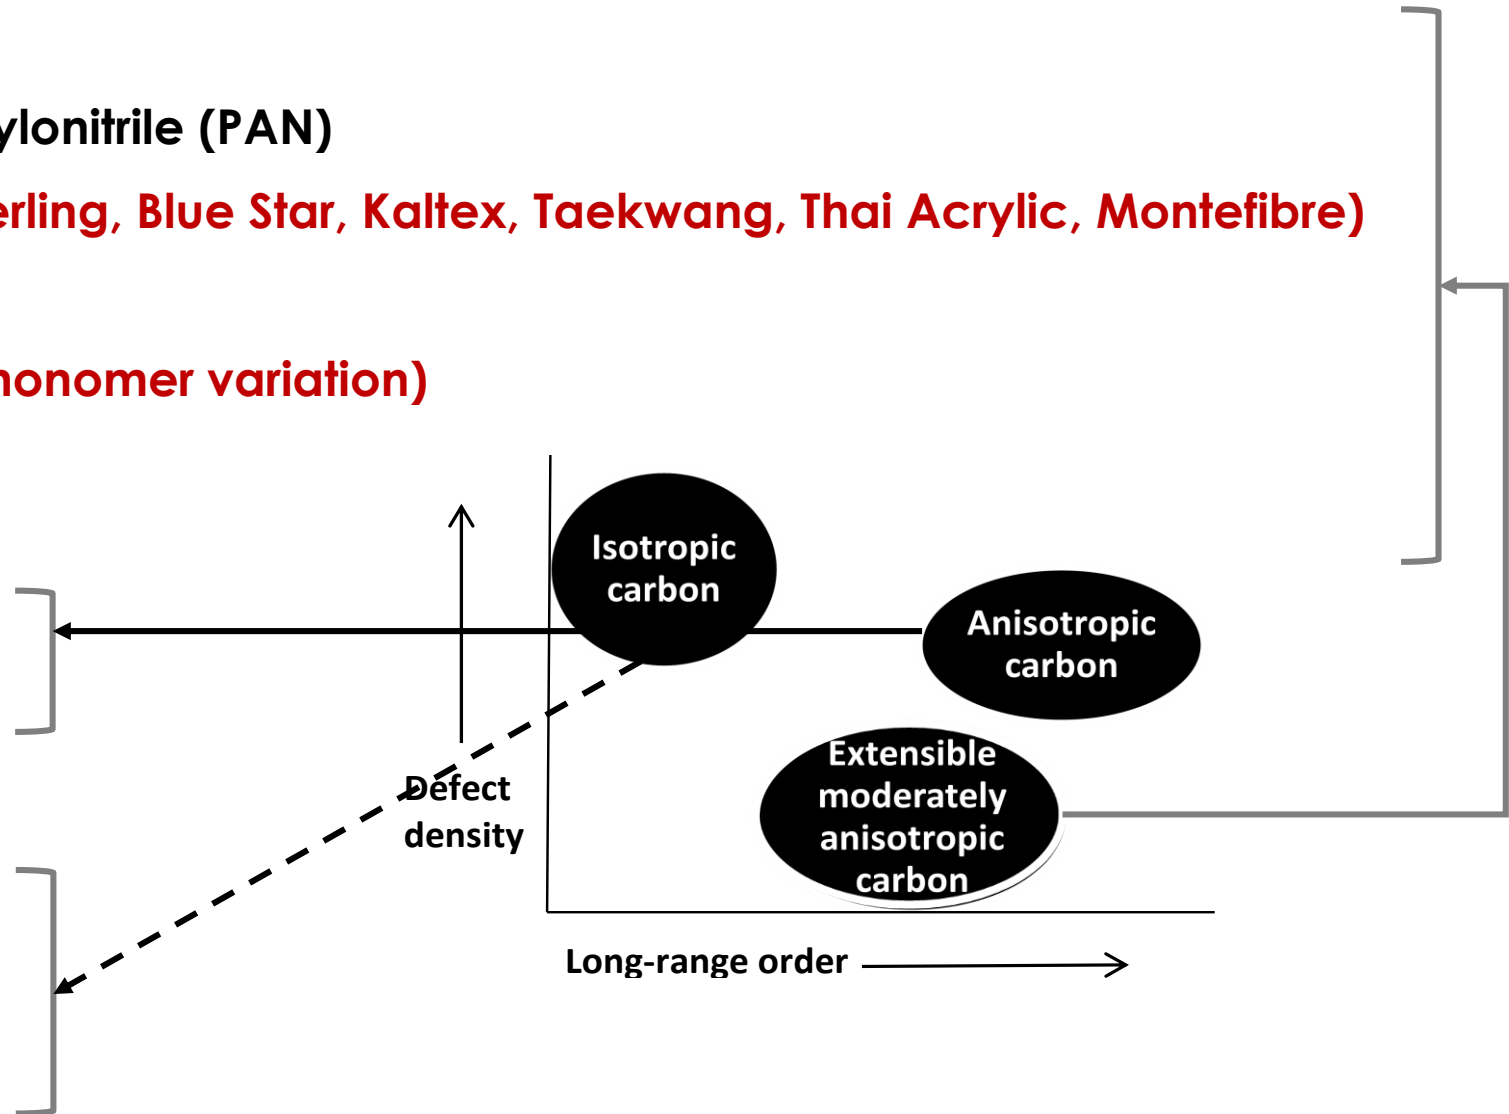 ylonitrile (PAN)
erling, Blue Star, Kaltex, Taekwang, Thai Acrylic, Montefibre)
nonomer variation)
Isotropic
carbon
Anisotropic
carbon
Extensible
moderately
anisotropic
carbon
Defect
density
Long-range order